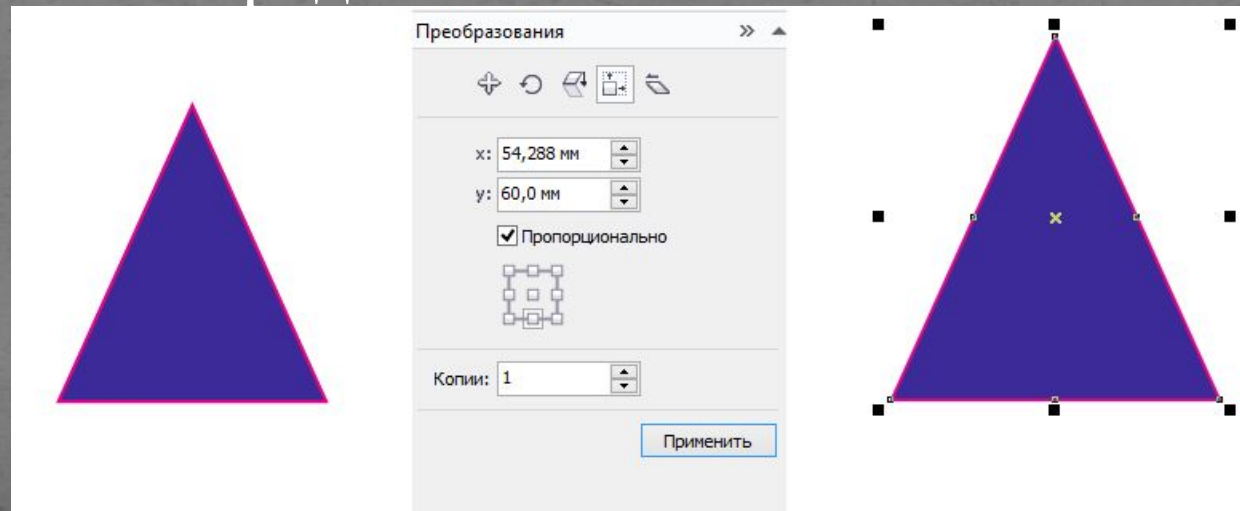 Преобразования
x: 54,288 мм
y: 60,0 мм
Пропорционально
Копии: 1
Применить